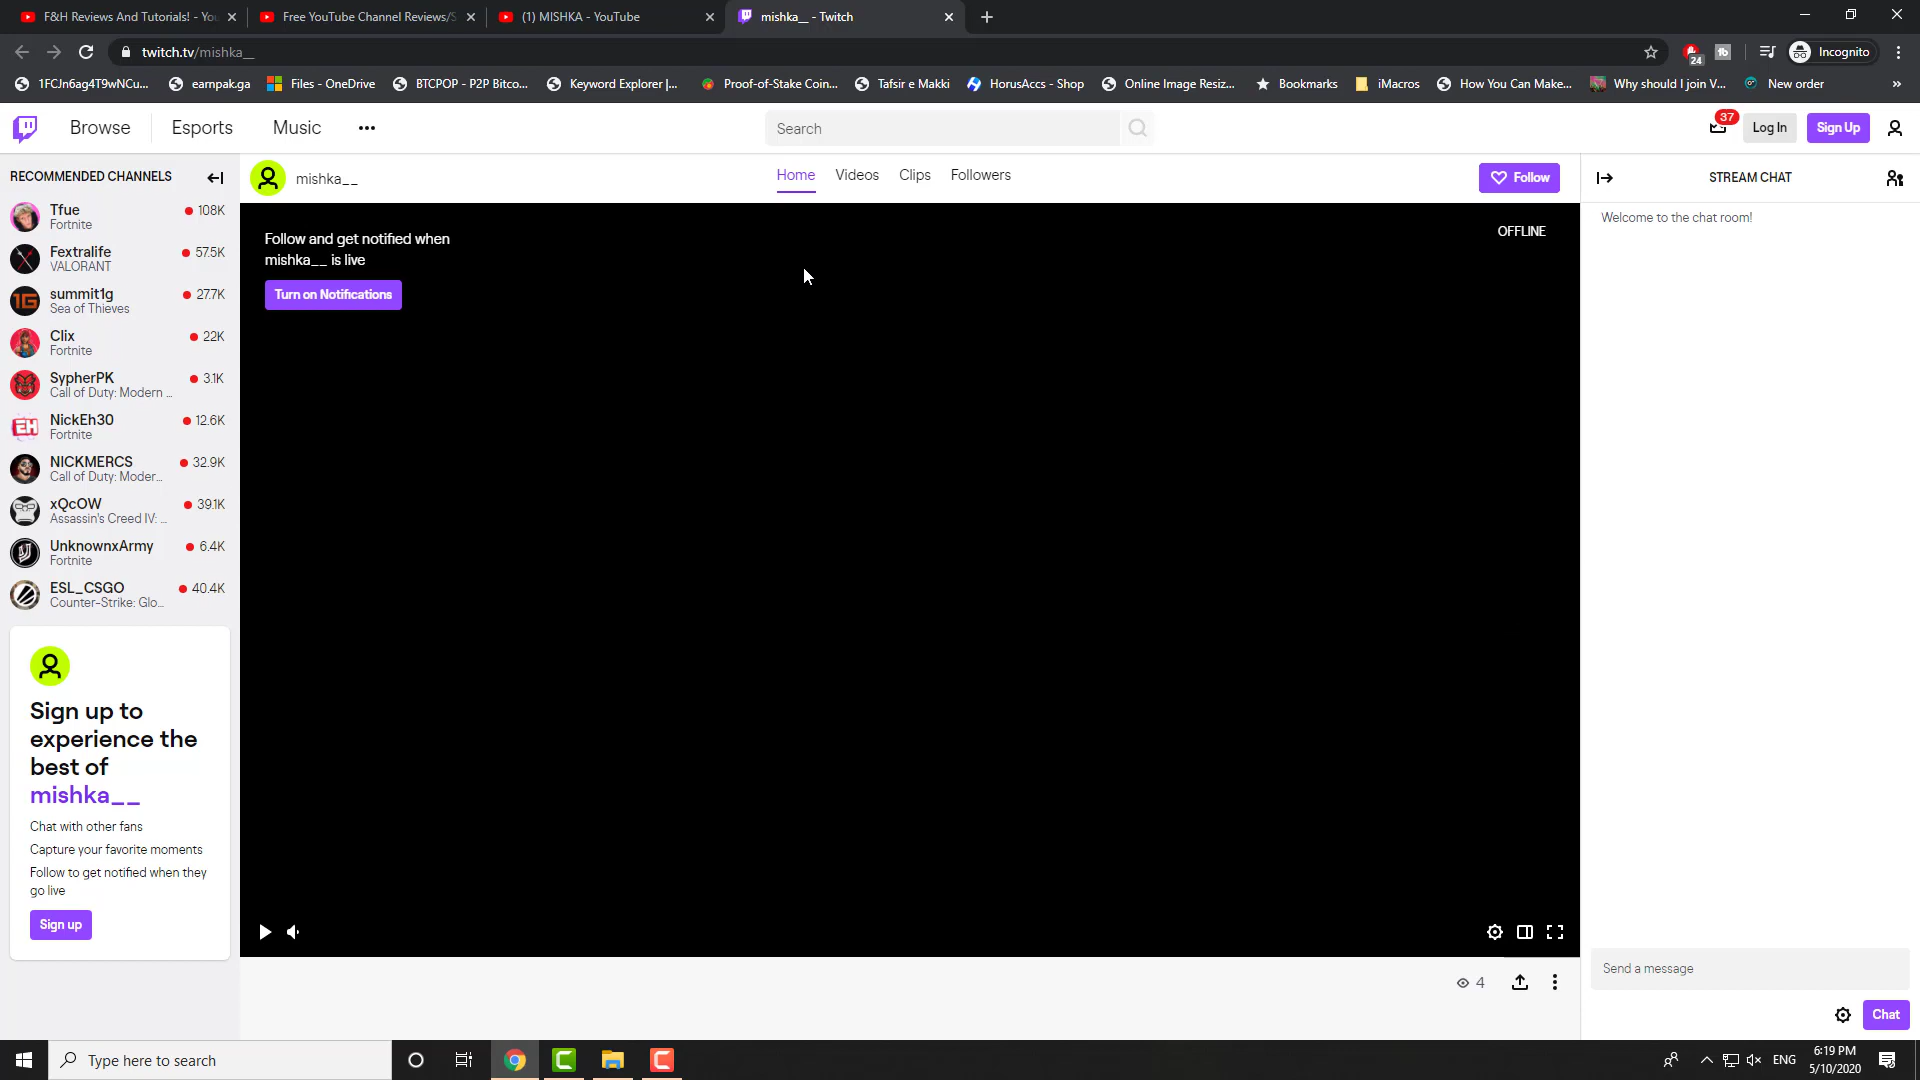 F&H Reviews And Tutorials! - You
Free YouTube Channel Reviews/S
(1) MISHKA - YouTube
mishka__ - Twitch
twitch.tv/mishka__
24
Incognito
1FCJn6ag4T9wNCu...
earnpak.ga
Files - OneDrive
BTCPOP - P2P Bitco...
Keyword Explorer |...
Proof-of-Stake Coin...
Tafsir e Makki
HorusAccs - Shop
Online Image Resiz...
Bookmarks
iMacros
How You Can Make...
Why should I join V...
New order
»
Browse
Esports
Music
Search
37
Log In
Sign Up
RECOMMENDED CHANNELS
mishka__
Home
Videos
Clips
Followers
Follow
STREAM CHAT
Tfue
108K
Fortnite
Fextralife
57.5K
VALORANT
summit1g
27.7K
Sea of Thieves
Clix
22K
Fortnite
SypherPK
3.1K
Call of Duty: Modern ...
NickEh30
12.6K
Fortnite
NICKMERCS
32.9K
Call of Duty: Moder...
xQcOW
39.1K
Assassin's Creed IV: ...
UnknownxArmy
6.4K
Fortnite
ESL_CSGO
40.4K
Counter-Strike: Glo...
Follow and get notified when
mishka__ is live
Turn on Notifications
OFFLINE
Welcome to the chat room!
Sign up to
experience the
best of
mishka__
Chat with other fans
Capture your favorite moments
Follow to get notified when they
go live
Sign up
4
Send a message
Chat
Type here to search
ENG
6:19 PM
5/10/2020